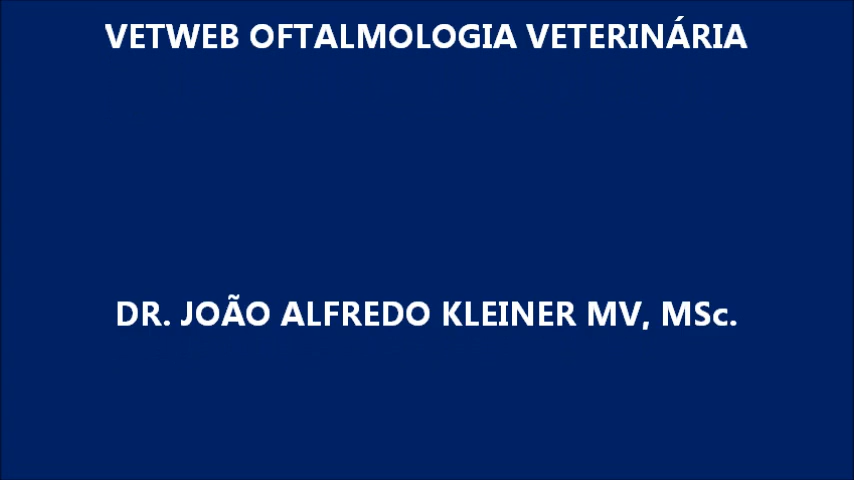 VETWEB OFTALMOLOGIA VETERINÁRIA
DR. JOÃO ALFREDO KLEINER MV, MSc.